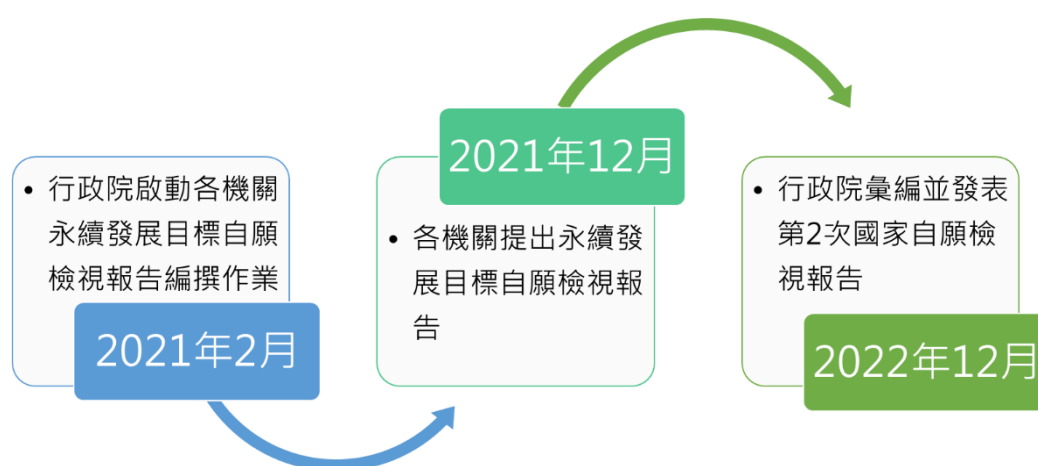 • 行政院啟動各機關
永續發展目標自願
檢視報告編撰作業
2021年2月
2021年12月
• 各機關提出永續發
展目標自願檢視報
告
• 行政院彙編並發表
第2次國家自願檢
視報告
2022年12月